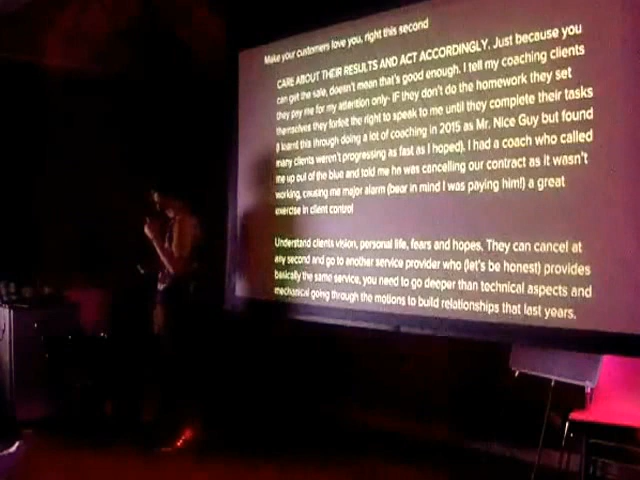 Make your customers love you, right this second
CARE ABOUT THEIR RESULTS AND ACT ACCORDINGLY. Just because you
can get the sale, doesn't mean that's good enough. I tell my coaching clients
they pay me for my attention only- IF they don't do the homework they set
themselves they forfeit the right to speak to me until they complete their tasks
(I learnt this through doing a lot of coaching in 2015 as Mr. Nice Guy but found
many clients weren't progressing as fast as I hoped). I had a coach who called
me up out of the blue and told me he was cancelling our contract as it wasn't
working, causing me major alarm (bear in mind I was paying him!) a great
exercise in client control
Understand clients vision, personal life, fears and hopes. They can cancel at
any second and go to another service provider who (let's be honest) provides
basically the same service, you need to go deeper than technical aspects and
mechanical going through the motions to build relationships that last years.